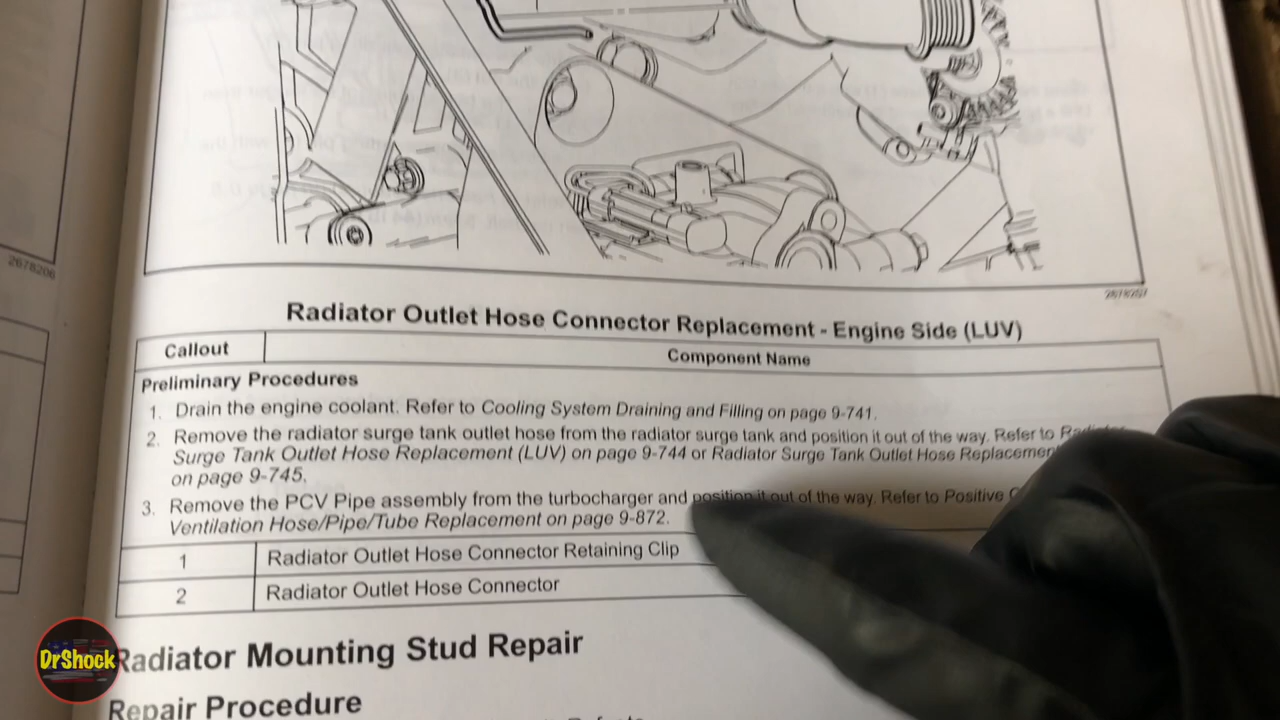 2678206
Radiator Outlet Hose Connector Replacement - Engine Side (LUV)
Callout
Component Name
Preliminary Procedures
1. Drain the engine coolant. Refer to Cooling System Draining and Filling on page 9-741.
2. Remove the radiator surge tank outlet hose from the radiator surge tank and position it out of the way. Refer to
Surge Tank Outlet Hose Replacement (LUV) on page 9-744 or Radiator Surge Tank Outlet Hose
on page 9-745.
3. Remove the PCV Pipe assembly from the turbocharger and position it out of the way. Refer to Positive
Ventilation Hose/Pipe/Tube Replacement on page 9-872.
1 Radiator Outlet Hose Connector Retaining Clip
2 Radiator Outlet Hose Connector
Radiator Mounting Stud Repair
Repair Procedure
DrShock